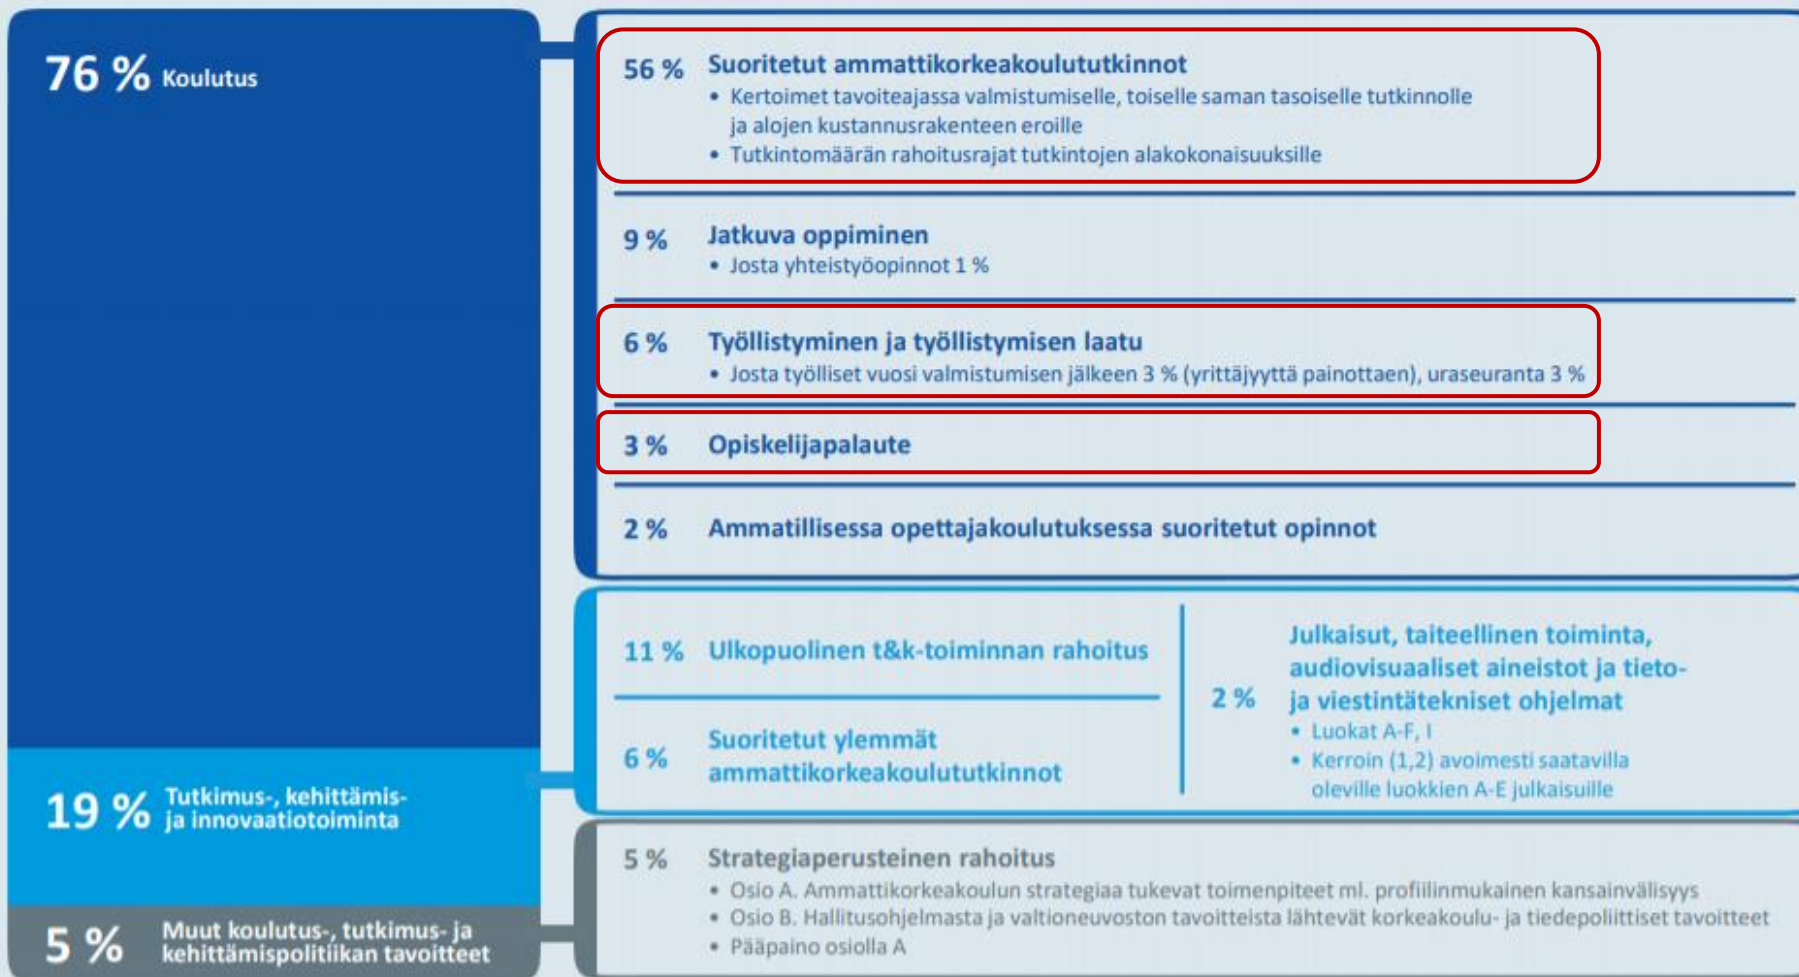 76 % Koulutus
56 % Suoritetut ammattikorkeakoulututkinnot
• Kertoimet tavoiteajassa valmistumiselle, toiselle saman tasoiselle tutkinnolle
ja alojen kustannusrakenteen eroille
• Tutkintomäärän rahoitusrajat tutkintojen alakokonaisuuksille
9 % Jatkuva oppiminen
• Josta yhteistyöopinnot 1 %
6 % Työllistyminen ja työllistymisen laatu
• Josta työlliset vuosi valmistumisen jälkeen 3 % (yrittäjyyttä painottaen), uraseuranta 3 %
3 % Opiskelijapalaute
2 % Ammatillisessa opettajakoulutuksessa suoritetut opinnot
19 % Tutkimus-, kehittämis-
ja innovaatiotoiminta
11 % Ulkopuolinen t&k-toiminnan rahoitus
6 % Suoritetut ylemmät
ammattikorkeakoulututkinnot
2 % Julkaisut, taiteellinen toiminta,
audiovisuaaliset aineistot ja tieto-
ja viestintätekniset ohjelmat
• Luokat A-F, I
• Kerroin (1,2) avoimesti saatavilla
oleville luokkien A-E julkaisuille
5 % Muut koulutus-, tutkimus- ja
kehittämispolitiikan tavoitteet
5 % Strategiaperusteinen rahoitus
• Osio A. Ammattikorkeakoulun strategiaa tukevat toimenpiteet ml. profiilinmukainen kansainvälisyys
• Osio B. Hallitusohjelmasta ja valtioneuvoston tavoitteista lähtevät korkeakoulu- ja tiedepoliittiset tavoitteet
• Pääpaino osiolla A